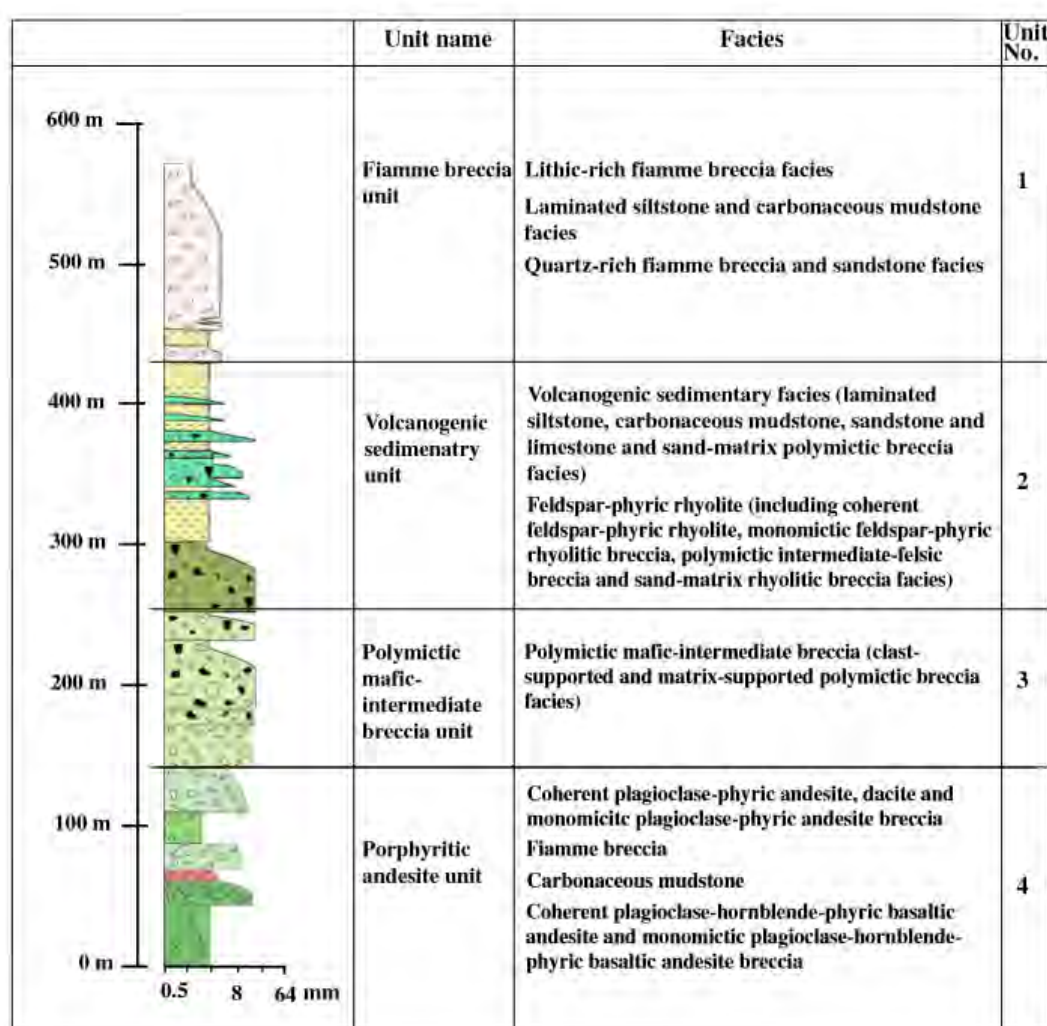 Unit name
Facies
Unit
No.
600 m
500 m
400 m
300 m
200 m
100 m
0 m
0.5 8 64 mm
Fiamme breccia
unit
Lithic-rich fiamme breccia facies
Laminated siltstone and carbonaceous mudstone
facies
Quartz-rich fiamme breccia and sandstone facies
1
Volcanogenic
sedimenatry
unit
Volcanogenic sedimentary facies (laminated
siltstone, carbonaceous mudstone, sandstone and
limestone and sand-matrix polymictic breccia
facies)
Feldspar-phyric rhyolite (including coherent
feldspar-phyric rhyolite, monomictic feldspar-phyric
rhyolitic breccia, polymictic intermediate-felsic
breccia and sand-matrix rhyolitic breccia facies)
2
Polymictic
mafic-
intermediate
breccia unit
Polymictic mafic-intermediate breccia (clast-
supported and matrix-supported polymictic breccia
facies)
3
Porphyritic
andesite unit
Coherent plagioclase-phyric andesite, dacite and
monomicitc plagioclase-phyric andesite breccia
Fiamme breccia
Carbonaceous mudstone
Coherent plagioclase-hornblende-phyric basaltic
andesite and monomictic plagioclase-hornblende-
phyric basaltic andesite breccia
4